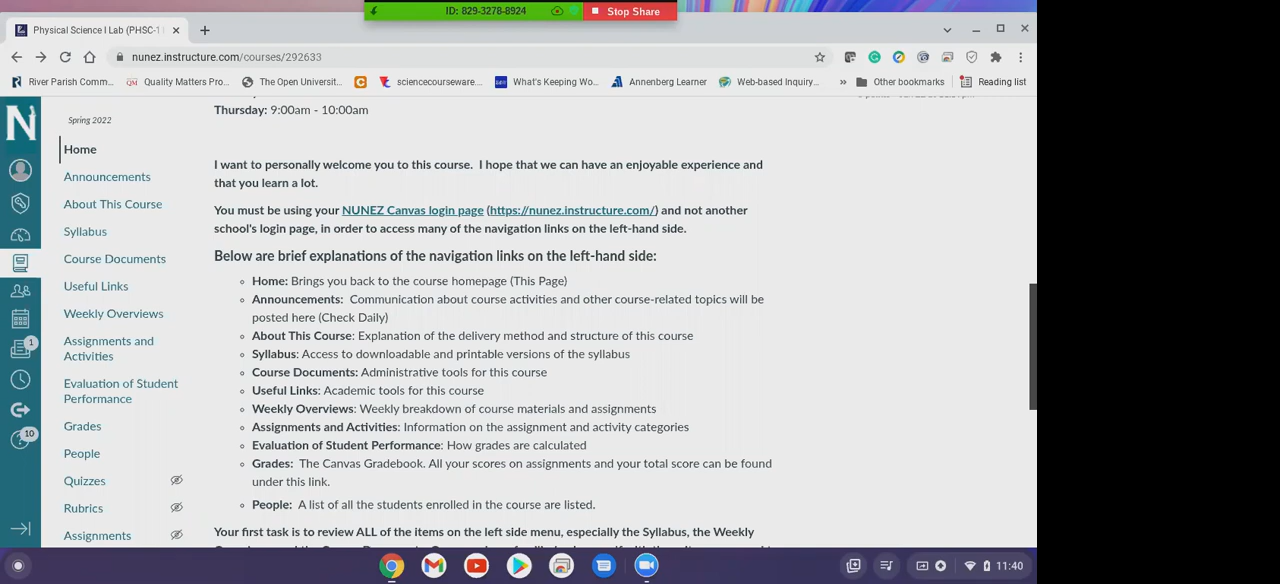 ID: 829-3278-8924
Stop Share
Physical Science I Lab (PHSC-1
nunez.instructure.com/courses/292633
River Parish Comm...
QM
Quality Matters Pro...
The Open Universit...
sciencecourseware...
What's Keeping Wo...
Annenberg Learner
Web-based Inquiry...
»
Other bookmarks
Reading list
N
Thursday: 9:00am - 10:00am
Spring 2022
Home
Announcements
About This Course
Syllabus
Course Documents
Useful Links
Weekly Overviews
Assignments and
Activities
Evaluation of Student
Performance
Grades
People
Quizzes
Rubrics
Assignments
1
10
I want to personally welcome you to this course. I hope that we can have an enjoyable experience and
that you learn a lot.
You must be using your NUNEZ Canvas login page (https://nunez.instructure.com/) and not another
school's login page, in order to access many of the navigation links on the left-hand side.
Below are brief explanations of the navigation links on the left-hand side:
Home: Brings you back to the course homepage (This Page)
Announcements: Communication about course activities and other course-related topics will be
posted here (Check Daily)
About This Course: Explanation of the delivery method and structure of this course
Syllabus: Access to downloadable and printable versions of the syllabus
Course Documents: Administrative tools for this course
Useful Links: Academic tools for this course
Weekly Overviews: Weekly breakdown of course materials and assignments
Assignments and Activities: Information on the assignment and activity categories
Evaluation of Student Performance: How grades are calculated
Grades: The Canvas Gradebook. All your scores on assignments and your total score can be found
under this link.
People: A list of all the students enrolled in the course are listed.
Your first task is to review ALL of the items on the left side menu, especially the Syllabus, the Weekly
11:40